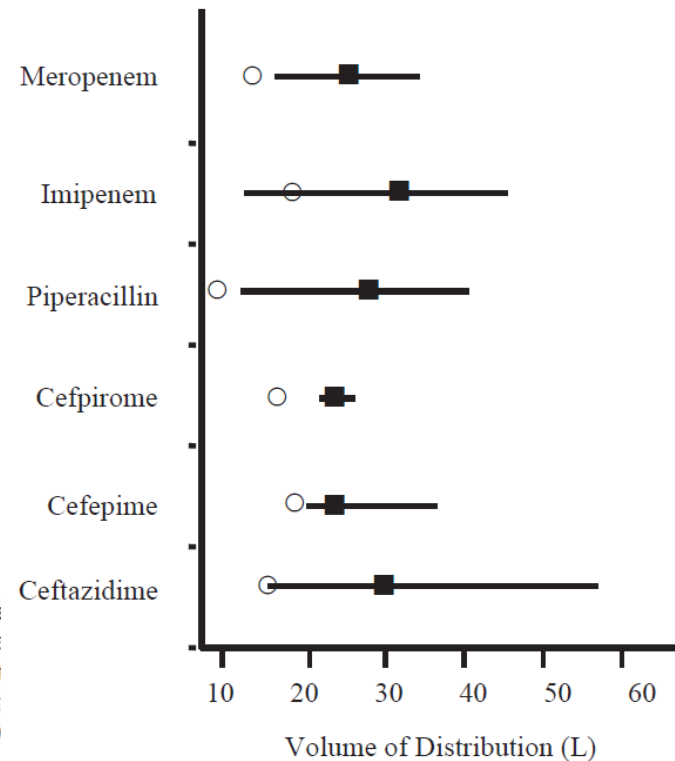 Meropenem
Imipenem
Piperacillin
Cefpirome
Cefepime
Ceftazidime
10 20 30 40 50 60
Volume of Distribution (L)